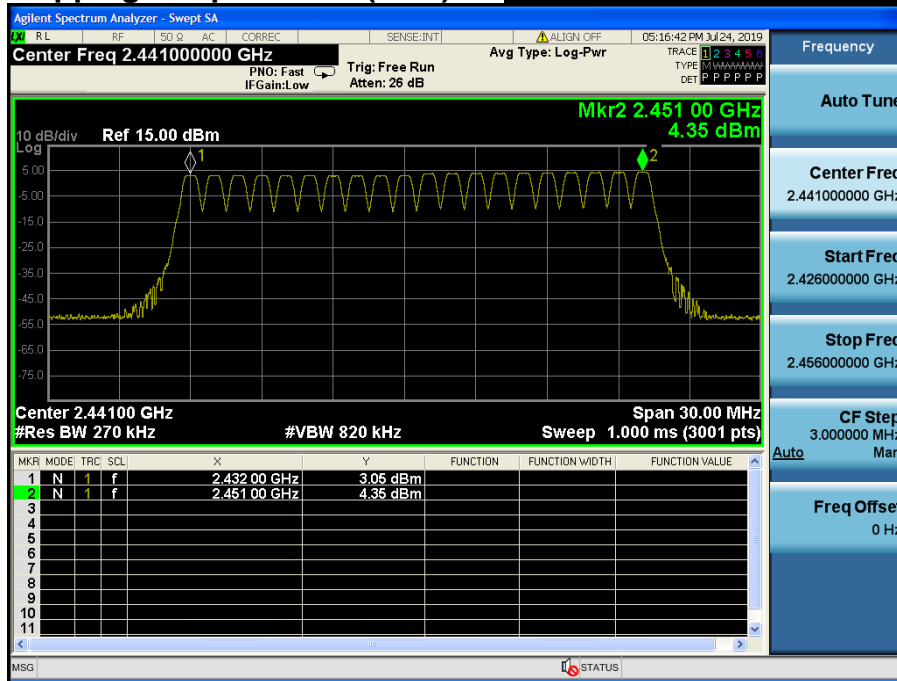 Agilent Spectrum Analyzer - Swept SA
LXI RL RF 50 Ω AC CORREC SENSE:INT ALIGN OFF 05:16:42 PM Jul 24, 2019
Center Freq 2.441000000 GHz Avg Type: Log-Pwr TRACE 1 2 3 4 5 6
PNO: Fast Trig: Free Run TYPE M WWWWW
IFGain:Low Atten: 26 dB DET P P P P P P
Mkr2 2.451 00 GHz
10 dB/div Ref 15.00 dBm 4.35 dBm
Log
1 2
5.00
-5.00
-15.0
-25.0
-35.0
-45.0
-55.0
-65.0
-75.0
Center 2.44100 GHz Span 30.00 MHz
#Res BW 270 kHz #VBW 820 kHz Sweep 1.000 ms (3001 pts)
MKR MODE TRC SCL X Y FUNCTION FUNCTION WIDTH FUNCTION VALUE
1 N 1 f 2.432 00 GHz 3.05 dBm
2 N 1 f 2.451 00 GHz 4.35 dBm
3
4
5
6
7
8
9
10
11
MSG STATUS
Frequency
Auto Tune
Center Freq
2.441000000 GHz
Start Freq
2.426000000 GHz
Stop Freq
2.456000000 GHz
CF Step
3.000000 MHz
Auto Man
Freq Offset
0 Hz